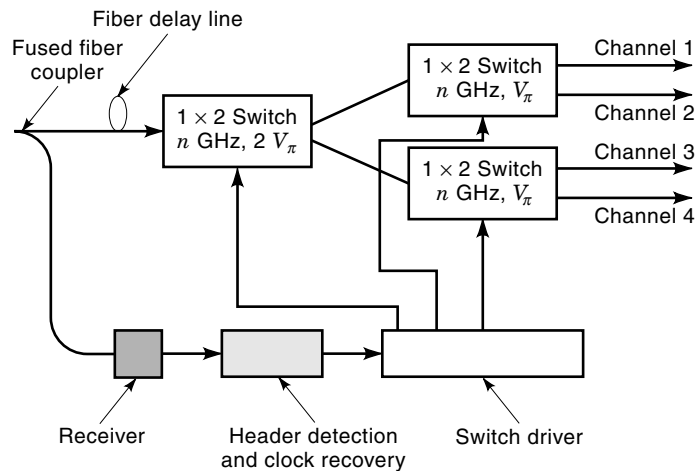 Fiber delay line
Fused fiber
coupler
1 × 2 Switch
n GHz, 2 Vπ
1 × 2 Switch
n GHz, Vπ
1 × 2 Switch
n GHz, Vπ
Channel 1
Channel 2
Channel 3
Channel 4
Receiver
Header detection
and clock recovery
Switch driver